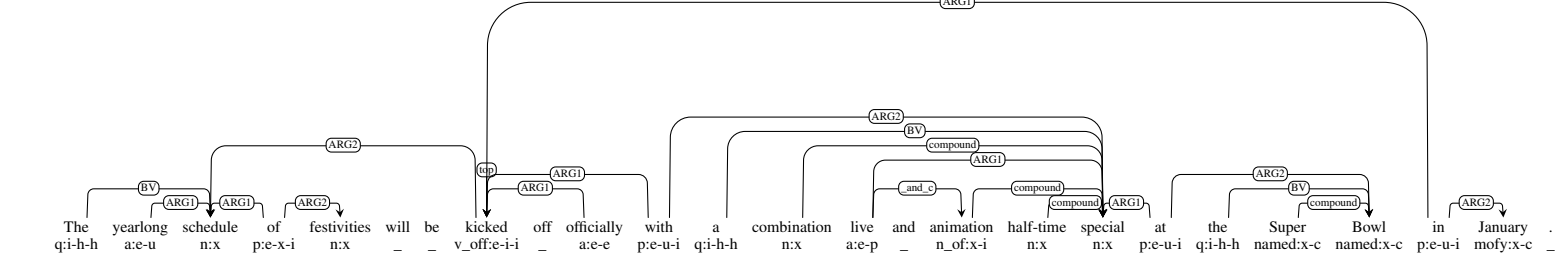 ARG1
ARG2
BV
ARG2 compound
top ARG1 ARG1 ARG2
BV ARG1 _and_c compound BV
ARG1 ARG1 ARG2 compound ARG1 compound ARG2
The yearlong schedule of festivities will be kicked off officially with a combination live and animation half-time special at the Super Bowl in January .
q:i-h-h a:e-u n:x p:e-x-i n:x _ _ v_off:e-i-i _ a:e-e p:e-u-i q:i-h-h n:x a:e-p _ n_of:x-i n:x n:x p:e-u-i q:i-h-h named:x-c named:x-c p:e-u-i mofy:x-c _